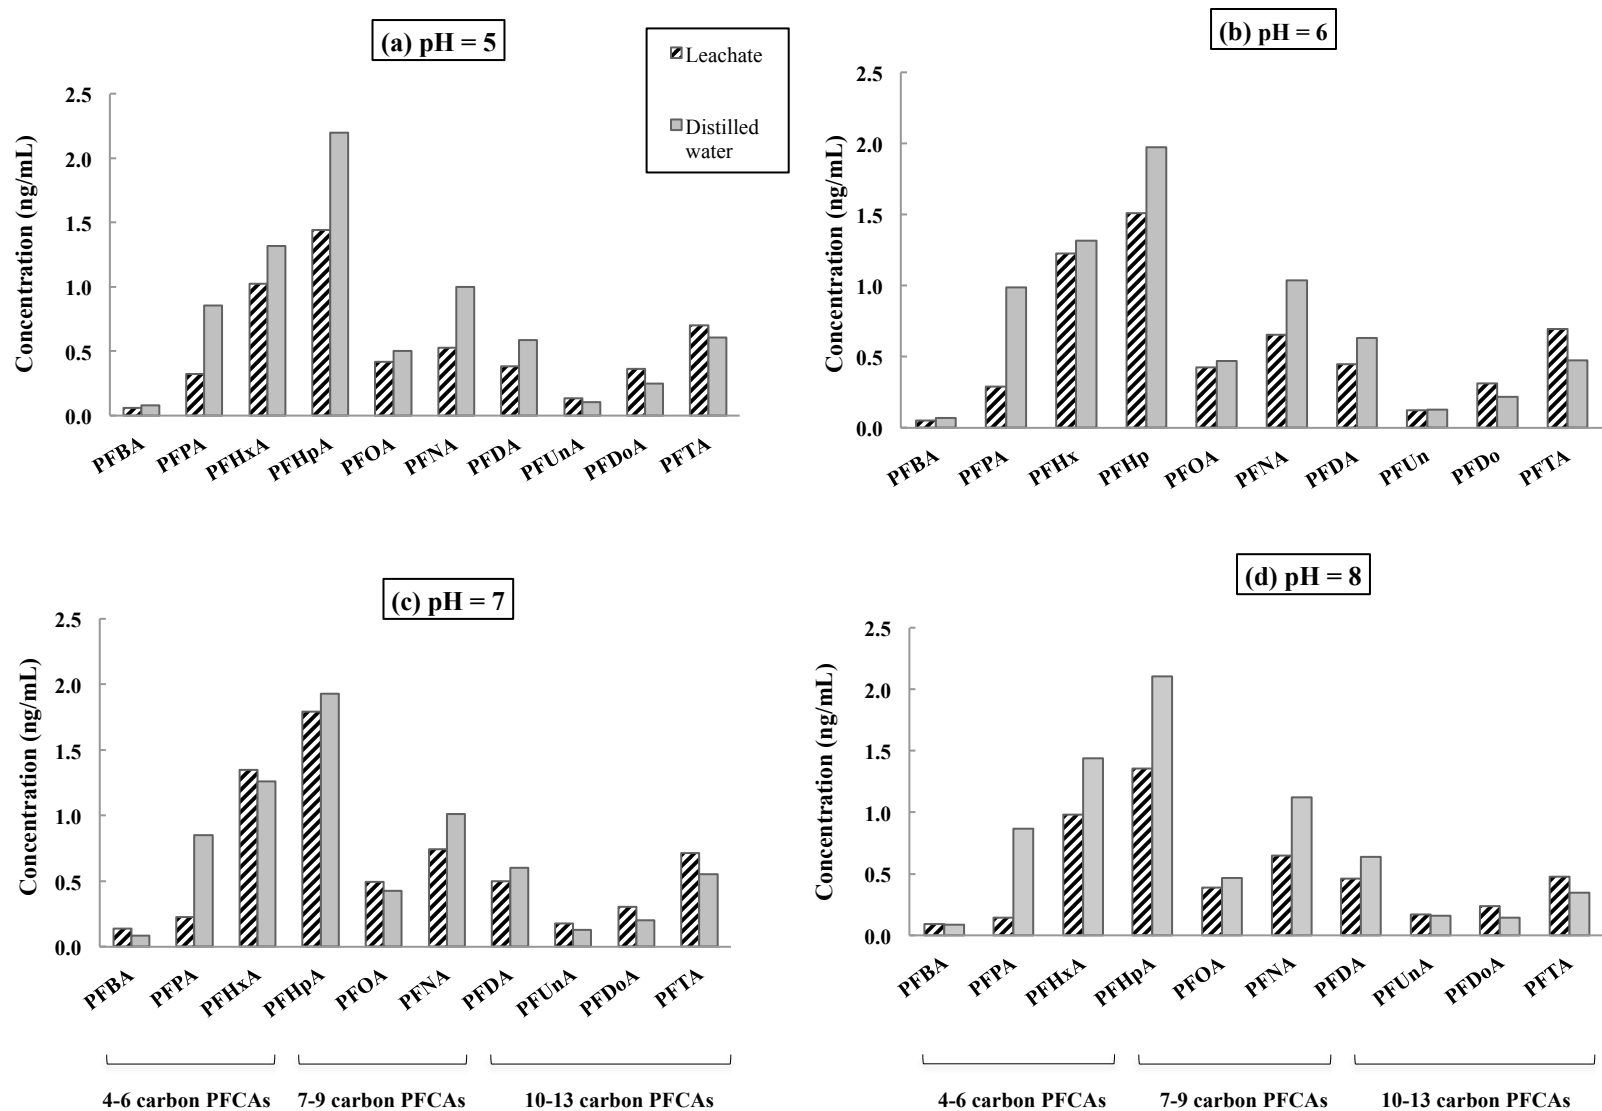 (a) pH = 5
Leachate
Distilled
water
Concentration (ng/mL)
2.5
2.0
1.5
1.0
0.5
0.0
PFBA
PFPA
PFHxA
PFHpA
PFOA
PFNA
PFDA
PFUnA
PFDoA
PFTA
(b) pH = 6
Concentration (ng/mL)
2.5
2.0
1.5
1.0
0.5
0.0
PFBA
PFPA
PFHx
PFHp
PFOA
PFNA
PFDA
PFUn
PFDo
PFTA
(c) pH = 7
Concentration (ng/mL)
2.5
2.0
1.5
1.0
0.5
0.0
PFBA
PFPA
PFHxA
PFHpA
PFOA
PFNA
PFDA
PFUnA
PFDoA
PFTA
4-6 carbon PFCAs
7-9 carbon PFCAs
10-13 carbon PFCAs
(d) pH = 8
Concentration (ng/mL)
2.5
2.0
1.5
1.0
0.5
0.0
PFBA
PFPA
PFHxA
PFHpA
PFOA
PFNA
PFDA
PFUnA
PFDoA
PFTA
4-6 carbon PFCAs
7-9 carbon PFCAs
10-13 carbon PFCAs